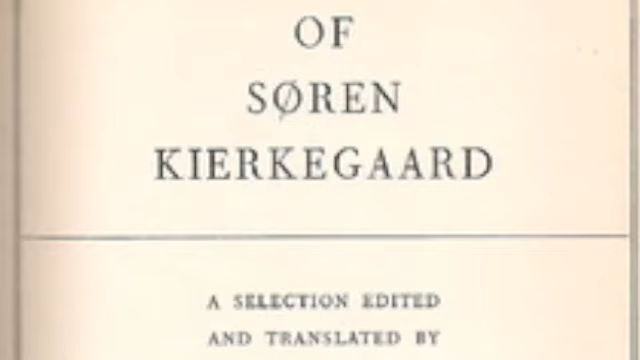 OF
SØREN
KIERKEGAARD
A SELECTION EDITED
AND TRANSLATED BY